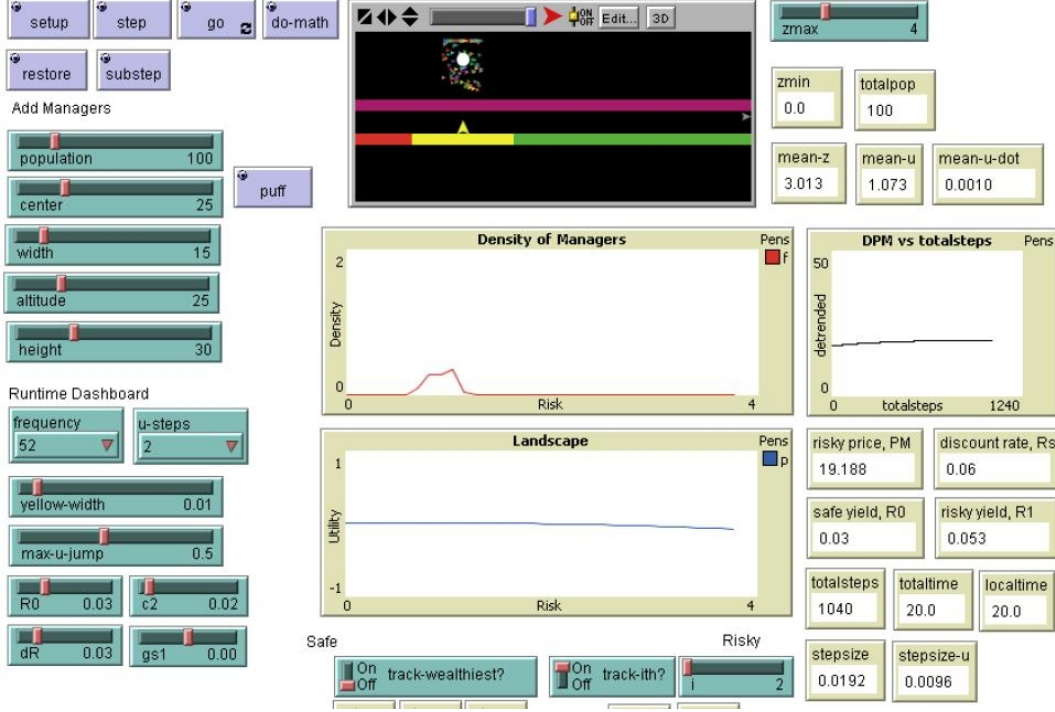 setup
step
go
do-math
restore
substep
Add Managers
population 100
center 25
puff
width 15
altitude 25
height 30
Runtime Dashboard
frequency
52
u-steps
2
yellow-width 0.01
max-u-jump 0.5
R0 0.03
c2 0.02
dR 0.03
gs1 0.00
ON
OFF
Edit...
3D
zmax 4
zmin
0.0
totalpop
100
mean-z
3.013
mean-u
1.073
mean-u-dot
0.0010
Density of Managers
Pens
f
2
Density
0
0 Risk 4
DPM vs totalsteps
Pens
50
detrended
0
0 totalsteps 1240
Landscape
Pens
p
1
Utility
-1
0 Risk 4
risky price, PM
19.188
discount rate, Rs
0.06
safe yield, R0
0.03
risky yield, R1
0.053
totalsteps
1040
totaltime
20.0
localtime
20.0
stepsize
0.0192
stepsize-u
0.0096
Safe
Risky
On
Off
track-wealthiest?
On
Off
track-ith?
i 2